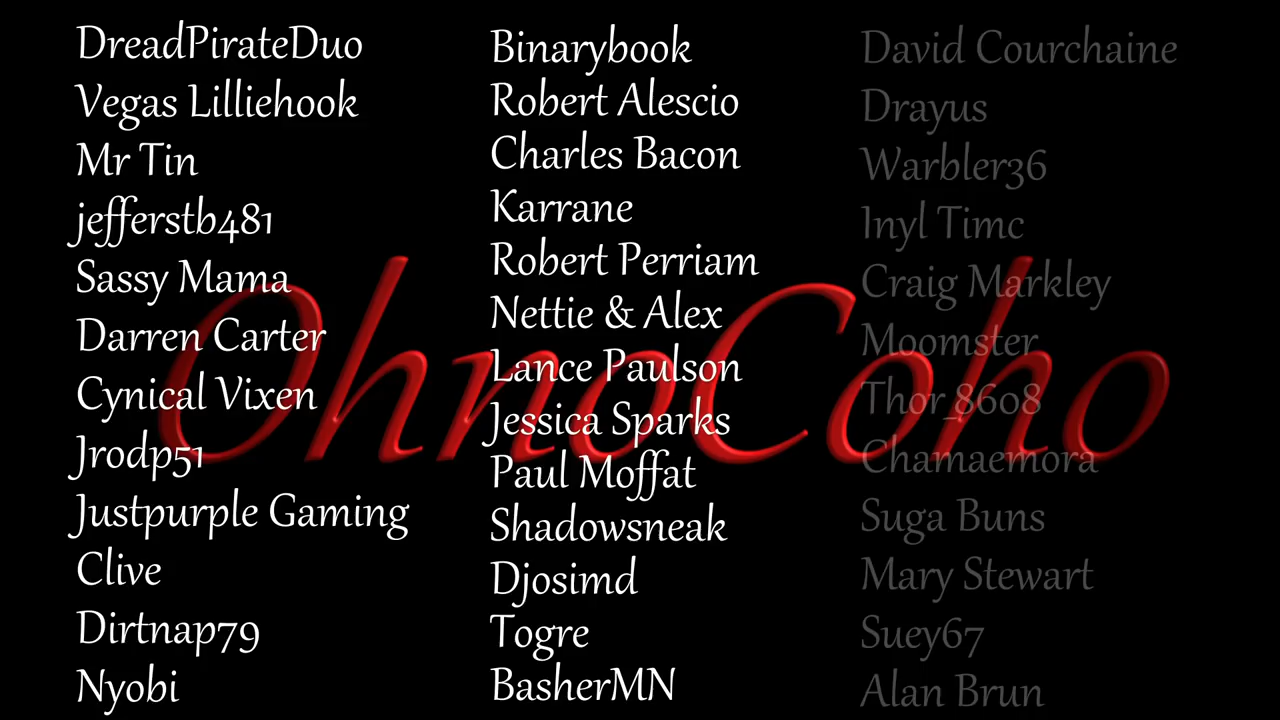 DreadPirateDuo
Vegas Lilliehook
Mr Tin
jefferstb481
Sassy Mama
Darren Carter
Cynical Vixen
Jrodp51
Justpurple Gaming
Clive
Dirtnap79
Nyobi
Binarybook
Robert Alescio
Charles Bacon
Karrane
Robert Perriam
Nettie & Alex
Lance Paulson
Jessica Sparks
Paul Moffat
Shadowsneak
Djosimd
Togre
BasherMN
David Courchaine
Drayus
Warbler36
Inyl Timc
Craig Markley
Moomster
Thor_8608
Chamaemora
Suga Buns
Mary Stewart
Suey67
Alan Brun
OhnoCoho